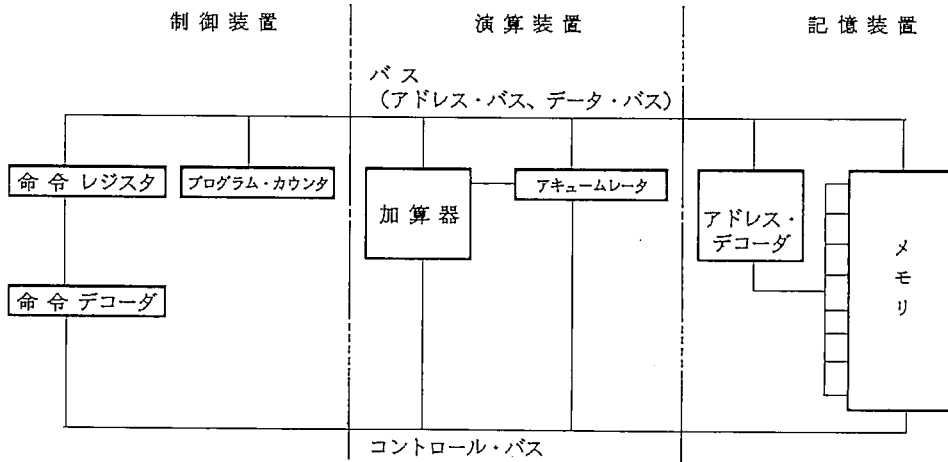 制御装置
演算装置
記憶装置
バス
（アドレス・バス、データ・バス）
命令レジスタ
プログラム・カウンタ
加算器
アキュームレータ
アドレス・
デコーダ
メモリ
命令デコーダ
コントロール・バス